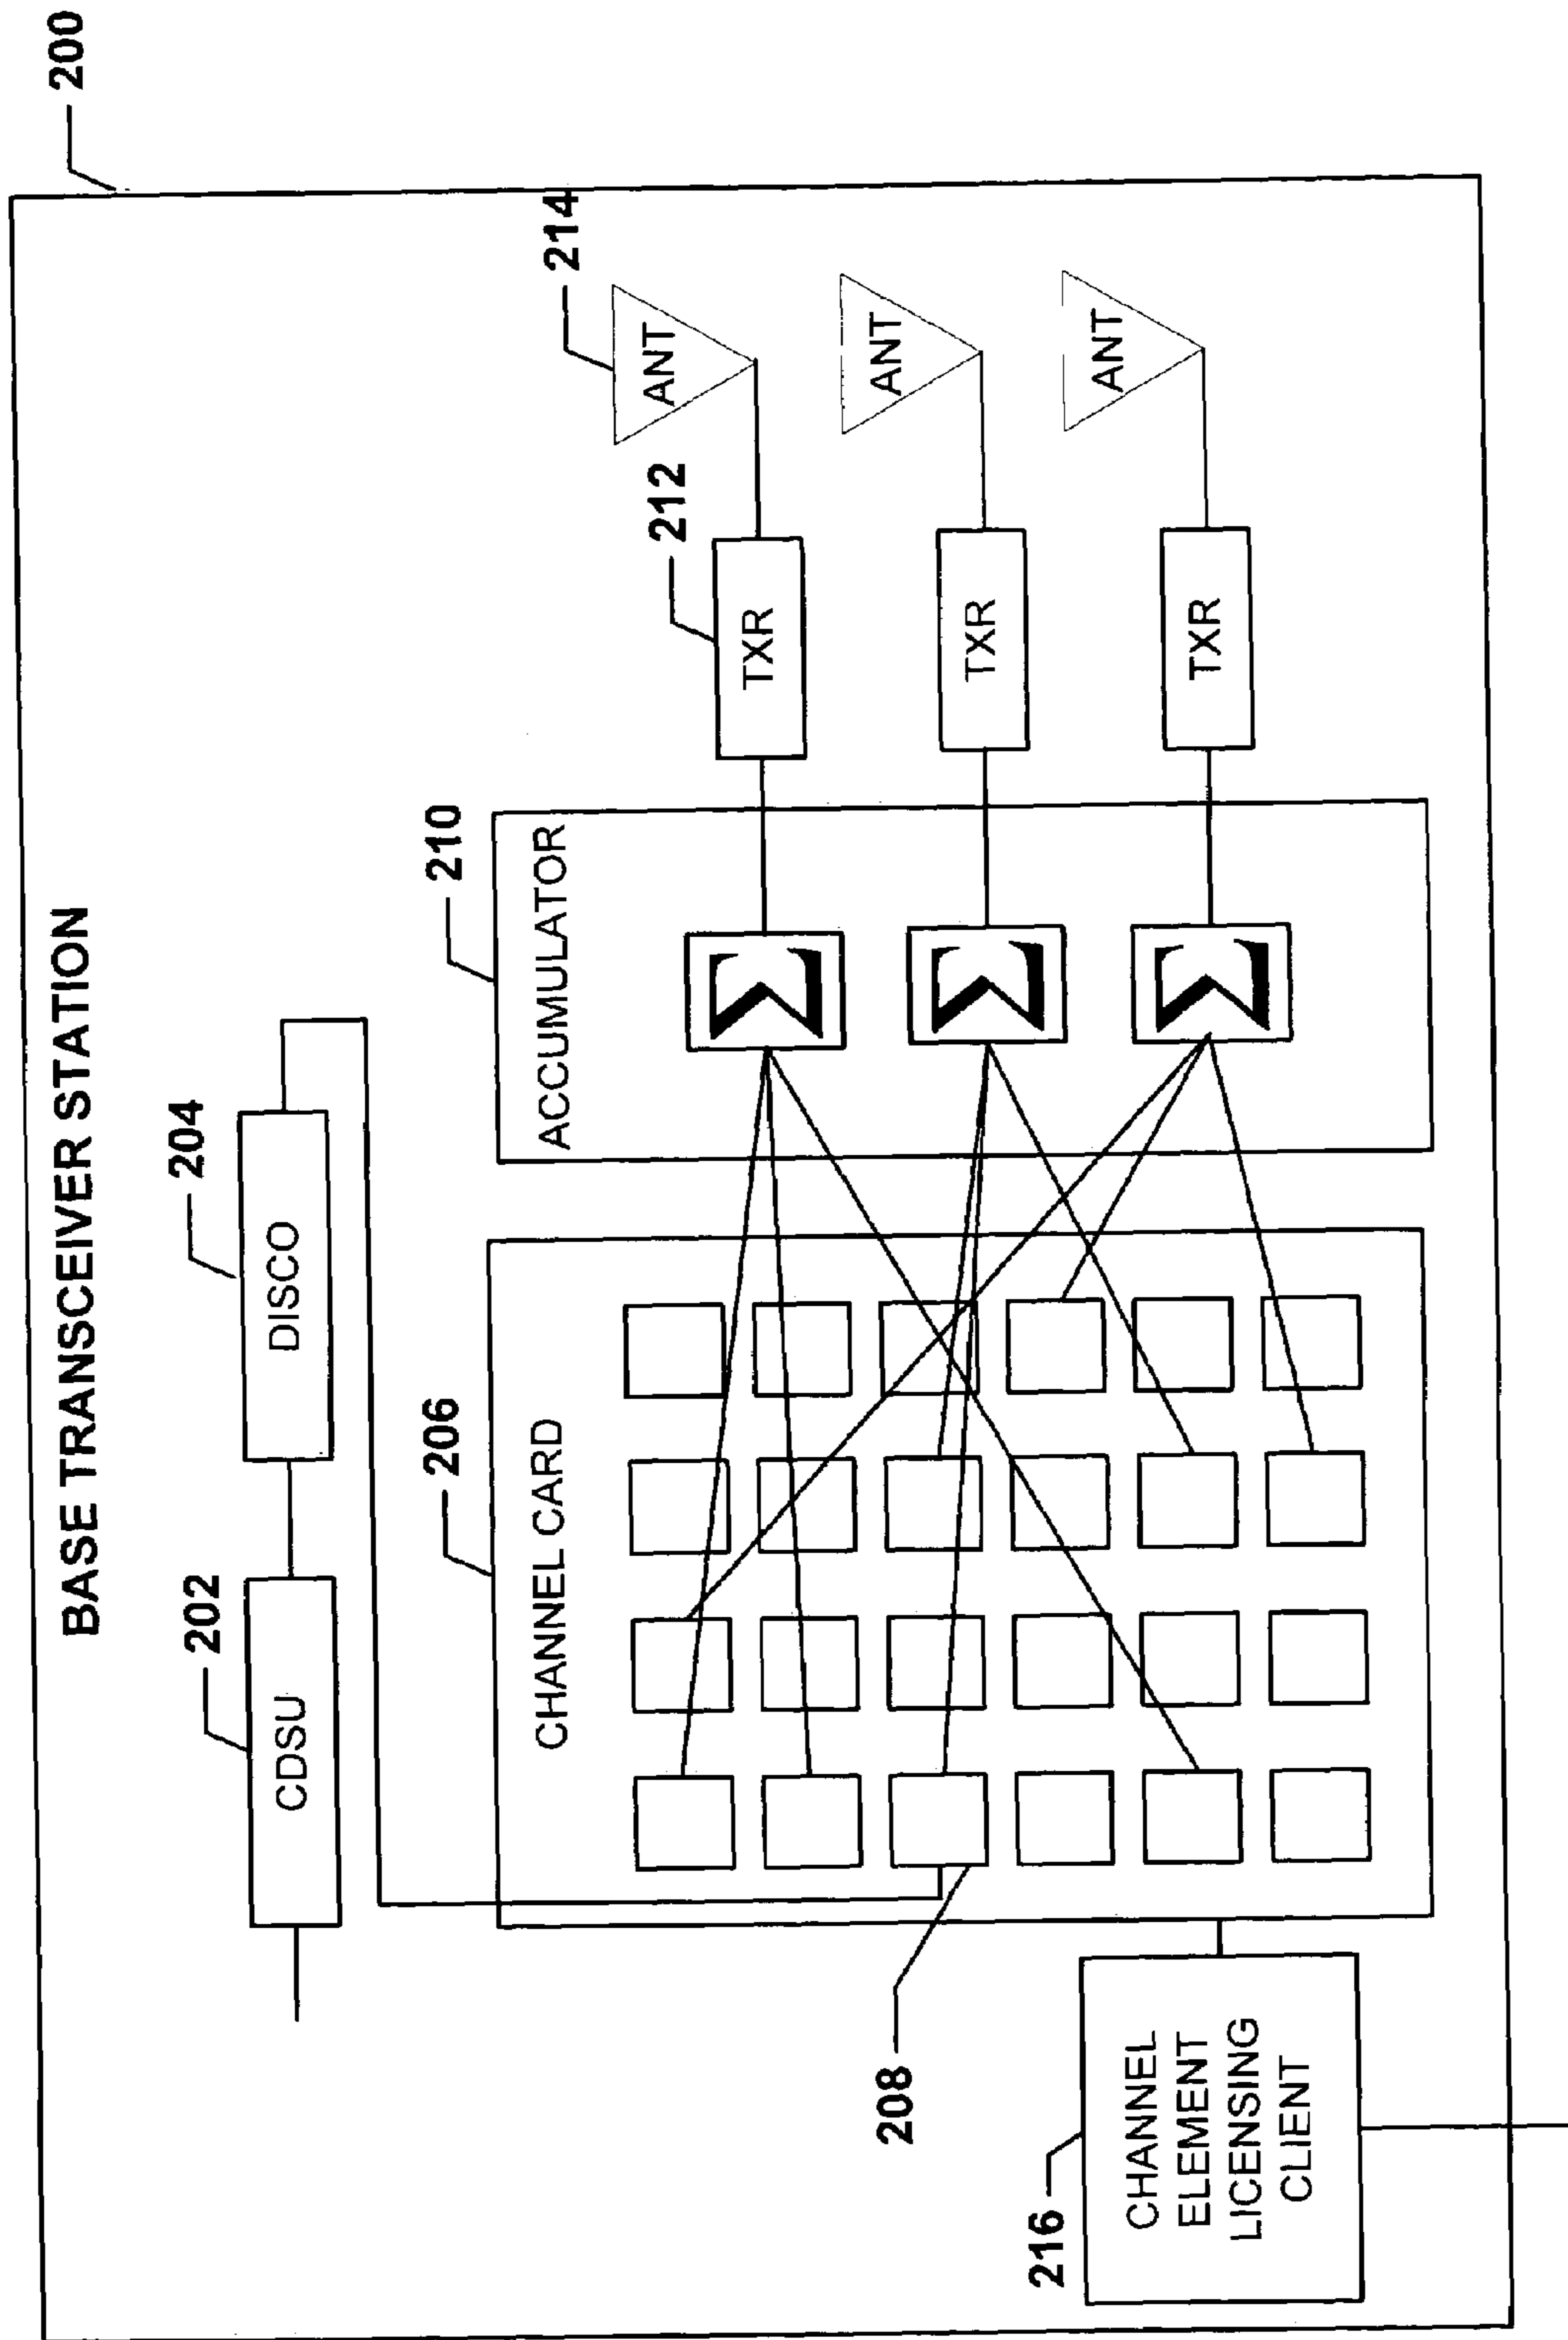 200
BASE TRANSCEIVER STATION
202
204
CDSU
DISCO
206
210
212
214
CHANNEL CARD
ACCUMULATOR
Σ
TXR
ANT
Σ
TXR
ANT
Σ
TXR
ANT
208
216
CHANNEL
ELEMENT
LICENSING
CLIENT